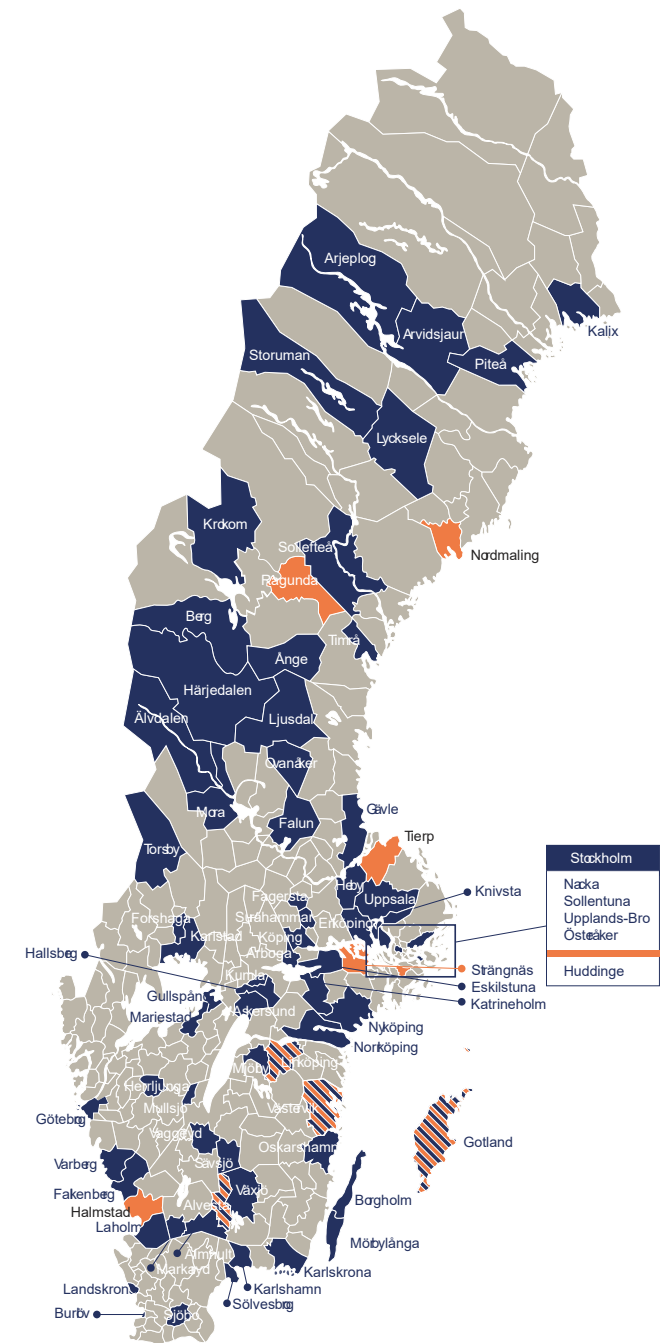 Arjeplog
Arvidsjaur
Kalix
Storuman
Piteå
Lycksele
Krokom
Sollefteå
Nordmaling
Ragunda
Berg
Timrå
Ånge
Härjedalen
Älvdalen
Ljusdal
Ovanåker
Mora
Gävle
Falun
Tierp
Torsby
Heby
Uppsala
Knivsta
Fagersta
Forshaga
Surahammar
Enköping
Karlstad
Köping
Hallsberg
Arboga
Kumla
Strängnäs
Eskilstuna
Katrineholm
Gullspång
Askersund
Mariestad
Nyköping
Norrköping
Stockholm
Nacka
Sollentuna
Upplands-Bro
Österåker
Huddinge
Linköping
Mjölby
Herrljunga
Mullsjö
Västervik
Göteborg
Vaggeryd
Gotland
Oskarshamn
Varberg
Sävsjö
Växjö
Falkenberg
Borgholm
Alvesta
Halmstad
Laholm
Mörbylånga
Älmhult
Markaryd
Karlskrona
Landskrona
Karlshamn
Sölvesborg
Burlöv
Sjöbo